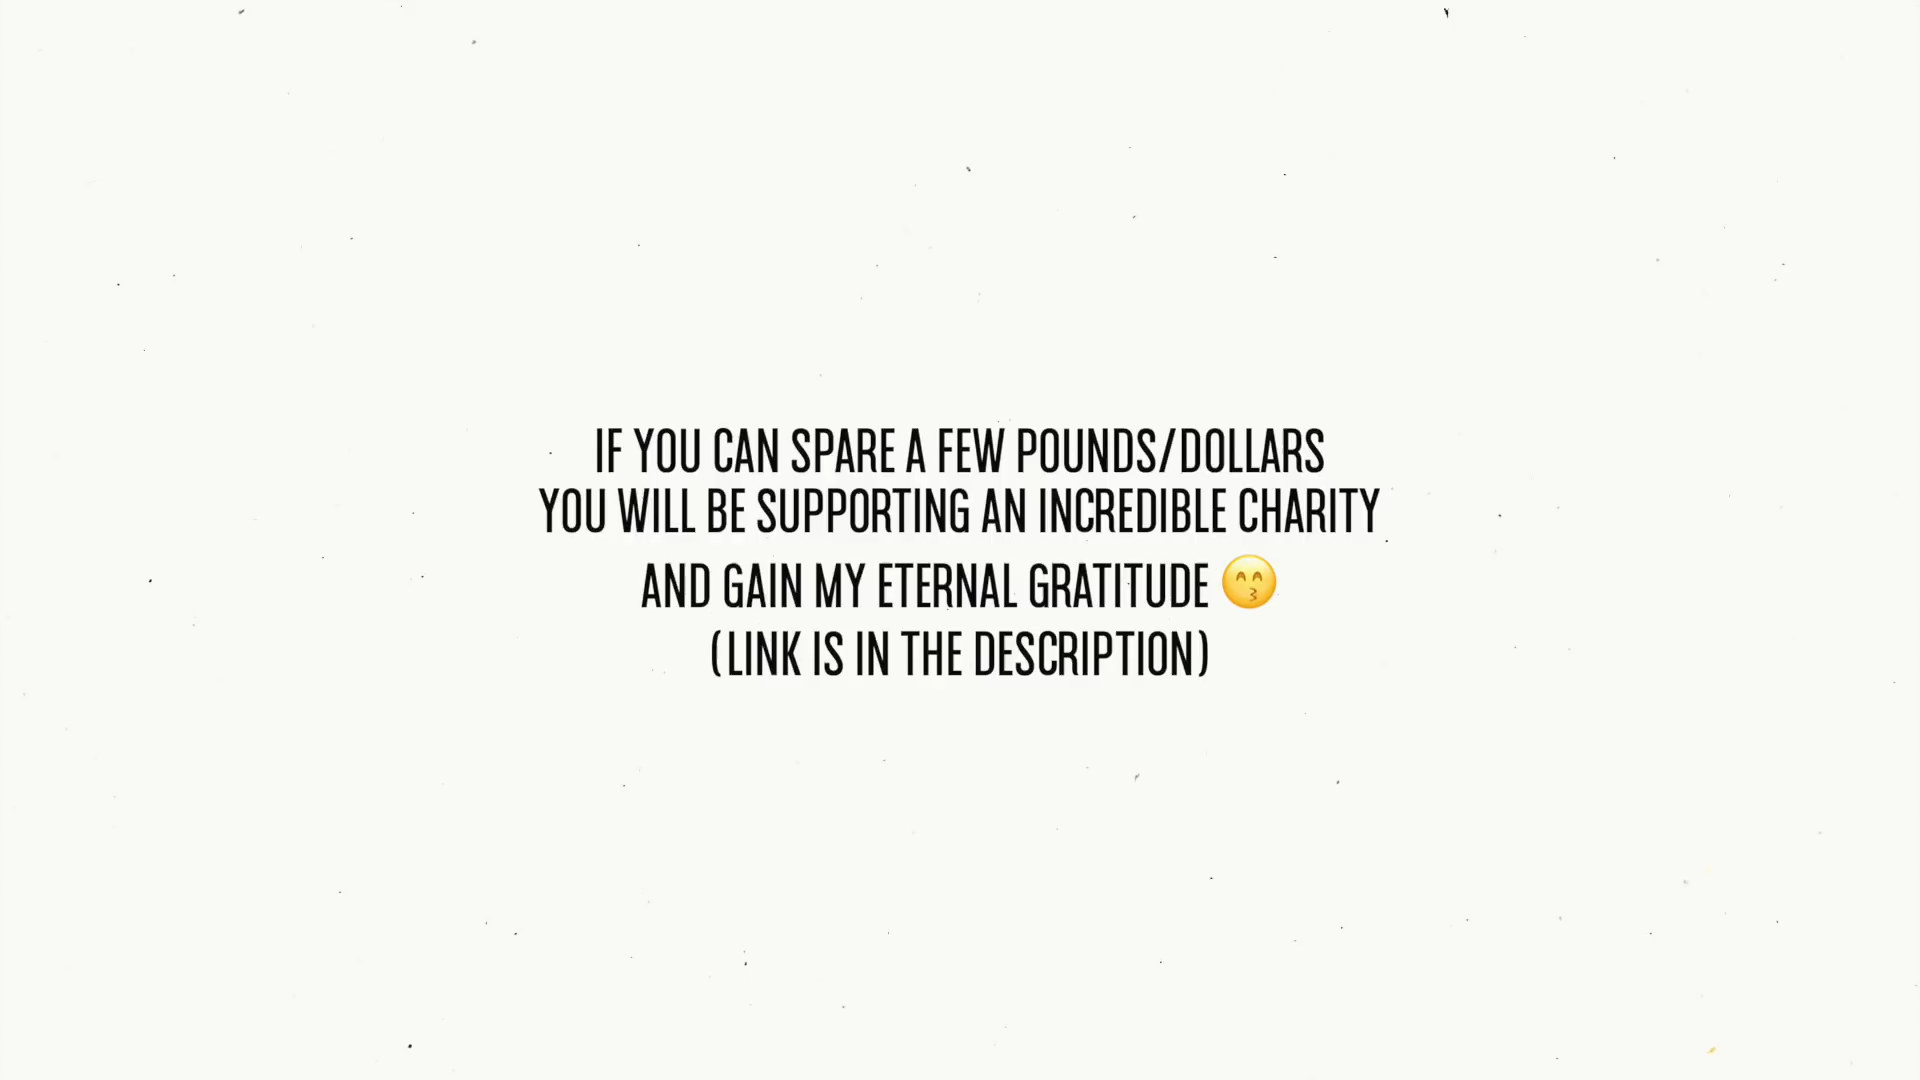 IF YOU CAN SPARE A FEW POUNDS/DOLLARS
YOU WILL BE SUPPORTING AN INCREDIBLE CHARITY
AND GAIN MY ETERNAL GRATITUDE 😙
(LINK IS IN THE DESCRIPTION)